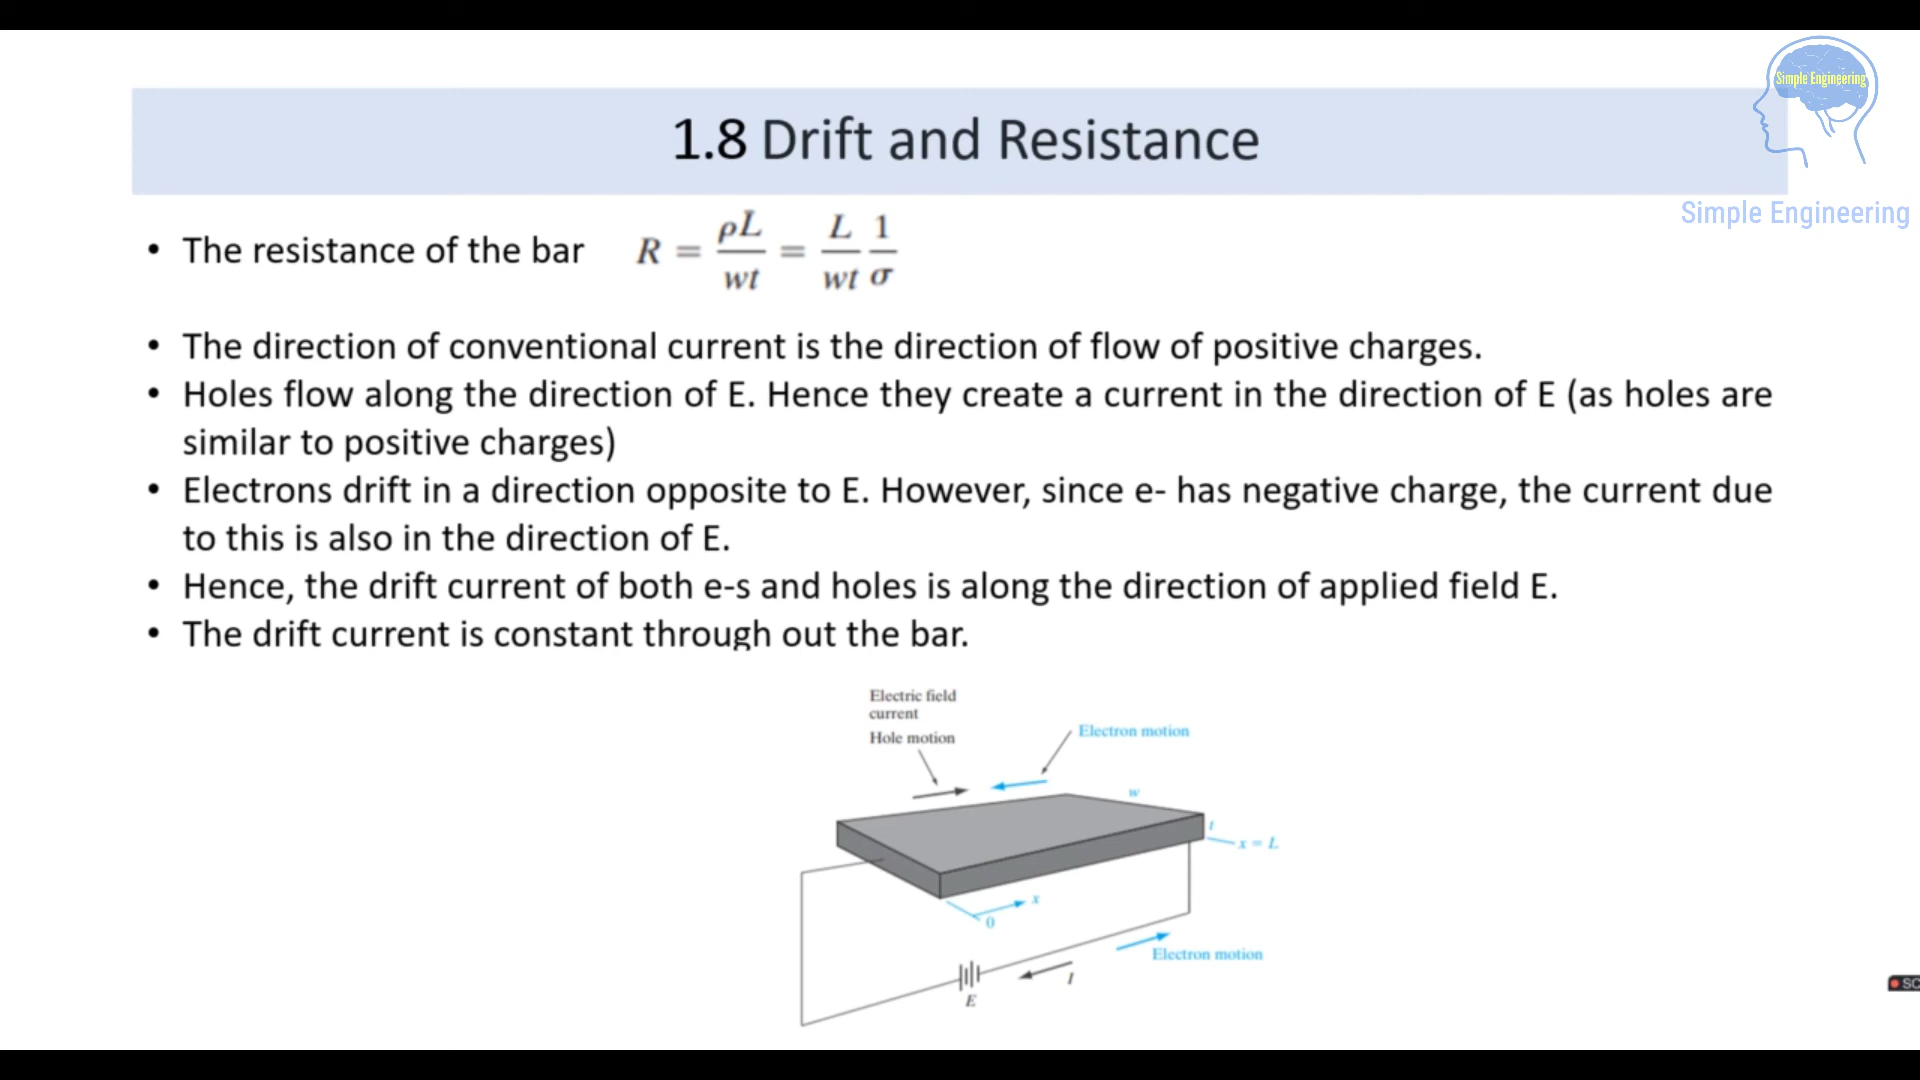 Simple Engineering
1.8 Drift and Resistance
Simple Engineering
• The resistance of the bar R = ρL/wt = L/wt 1/σ
• The direction of conventional current is the direction of flow of positive charges.
• Holes flow along the direction of E. Hence they create a current in the direction of E (as holes are
similar to positive charges)
• Electrons drift in a direction opposite to E. However, since e- has negative charge, the current due
to this is also in the direction of E.
• Hence, the drift current of both e-s and holes is along the direction of applied field E.
• The drift current is constant through out the bar.
Electric field
current
Hole motion
Electron motion
w
t
x = L
x
0
Electron motion
I
E
SC